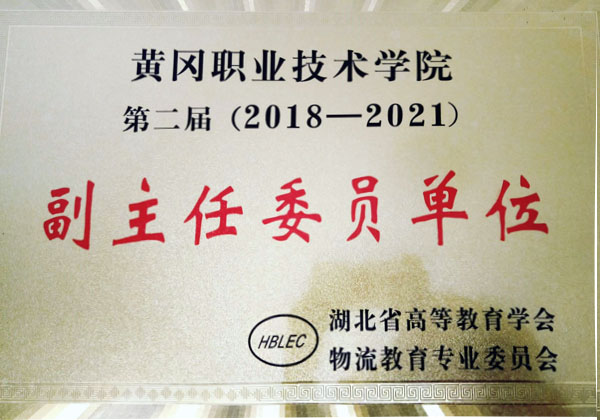 黄冈职业技术学院
第二届（2018—2021）
副主任委员单位
HBLEC
湖北省高等教育学会
物流教育专业委员会